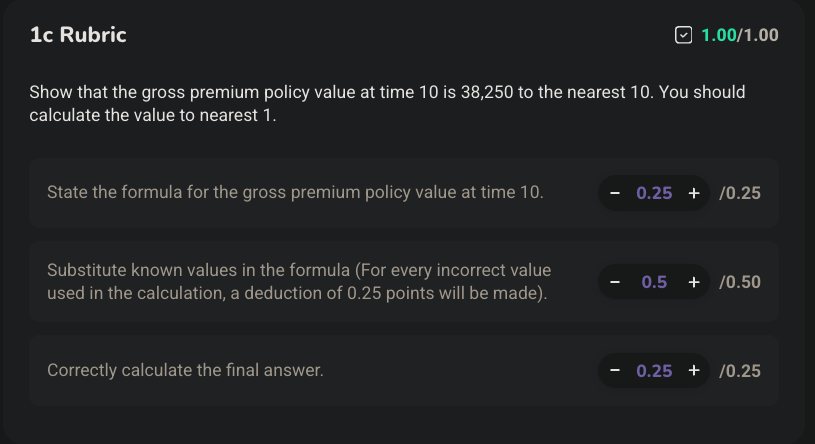 1c Rubric
1.00/1.00
Show that the gross premium policy value at time 10 is 38,250 to the nearest 10. You should
calculate the value to nearest 1.
State the formula for the gross premium policy value at time 10.
− 0.25 + /0.25
Substitute known values in the formula (For every incorrect value
used in the calculation, a deduction of 0.25 points will be made).
− 0.5 + /0.50
Correctly calculate the final answer.
− 0.25 + /0.25